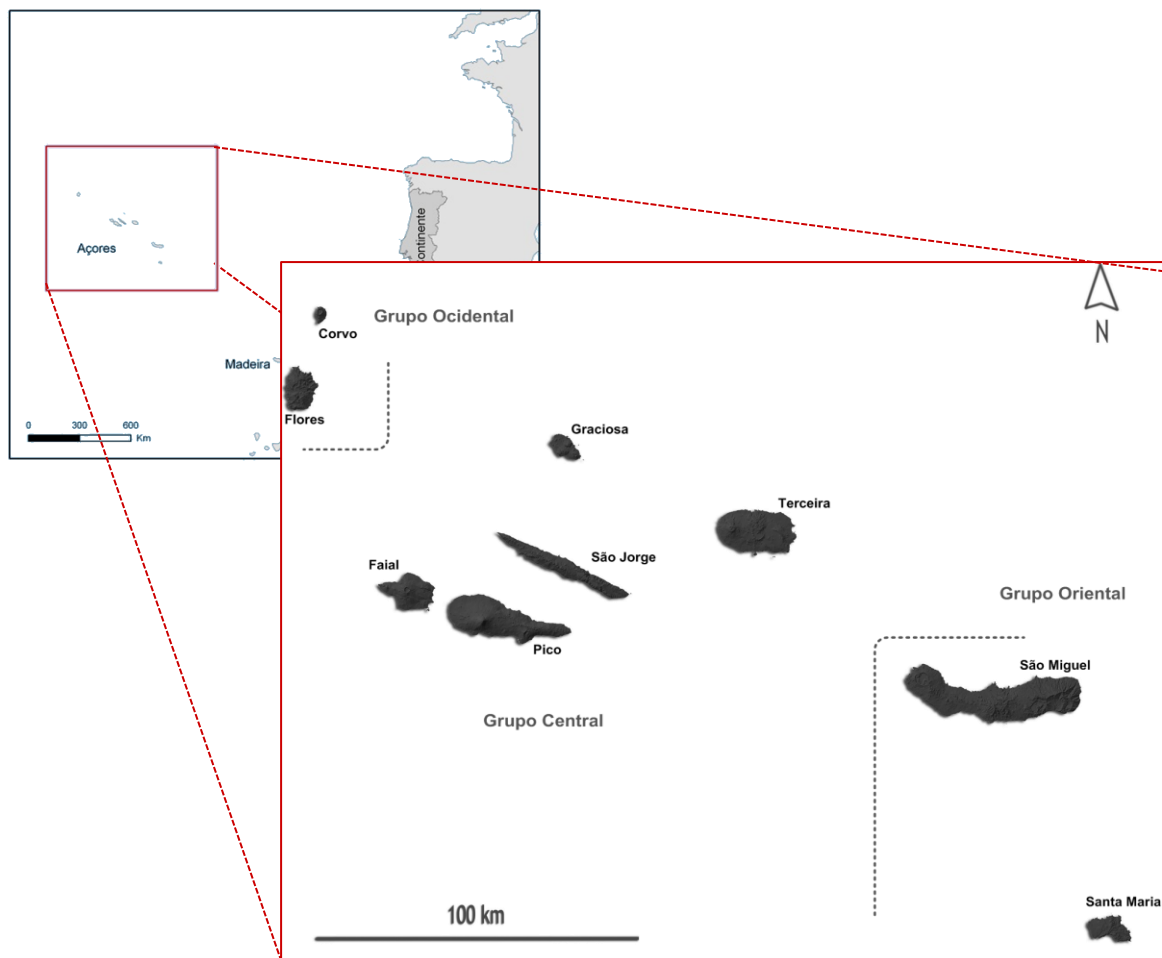 Açores
Madeira
0 300 600
Km
ontinente
N
Corvo
Grupo Ocidental
Flores
Graciosa
Terceira
São Jorge
Faial
Pico
Grupo Central
Grupo Oriental
São Miguel
Santa Maria
100 km